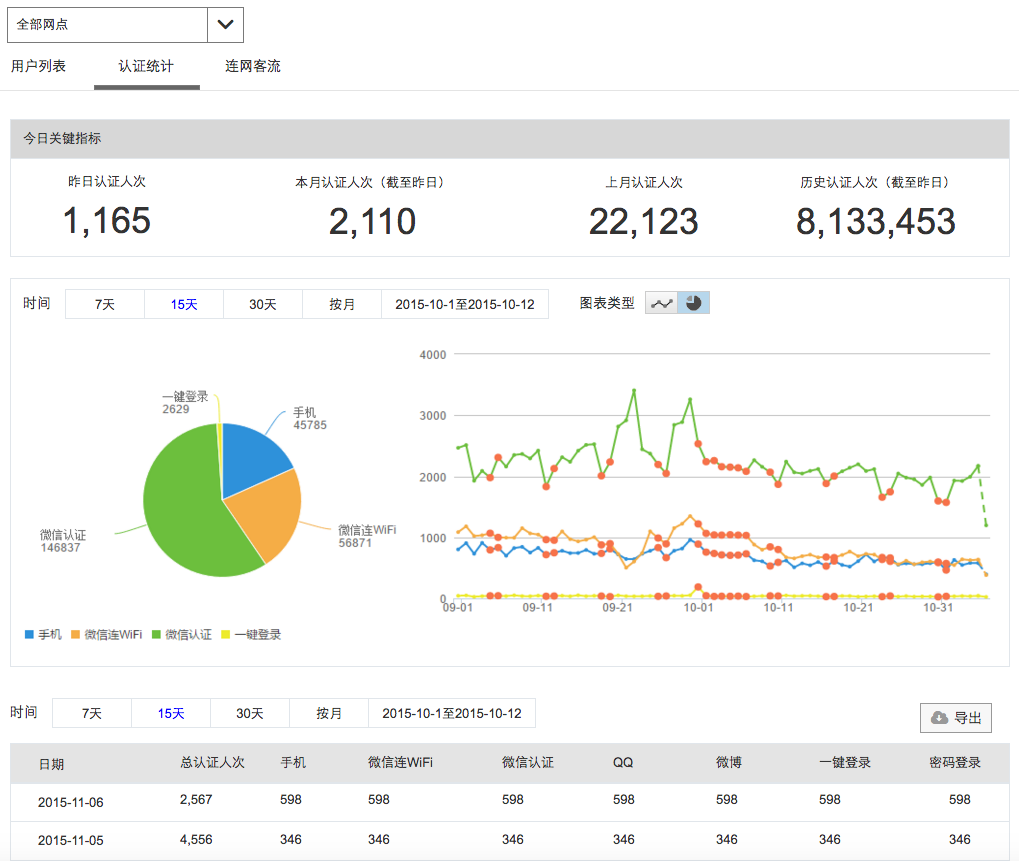 全部网点
用户列表 认证统计 连网客流
今日关键指标
昨日认证人次 本月认证人次（截至昨日） 上月认证人次 历史认证人次（截至昨日）
1,165 2,110 22,123 8,133,453
时间 7天 15天 30天 按月 2015-10-1至2015-10-12 图表类型
4000
3000
2000
1000
0
09-01 09-11 09-21 10-01 10-11 10-21 10-31
一键登录
2629
手机
45785
微信认证
146837
微信连WiFi
56871
手机 微信连WiFi 微信认证 一键登录
时间 7天 15天 30天 按月 2015-10-1至2015-10-12 导出
日期 总认证人次 手机 微信连WiFi 微信认证 QQ 微博 一键登录 密码登录
2015-11-06 2,567 598 598 598 598 598 598 598
2015-11-05 4,556 346 346 346 346 346 346 346